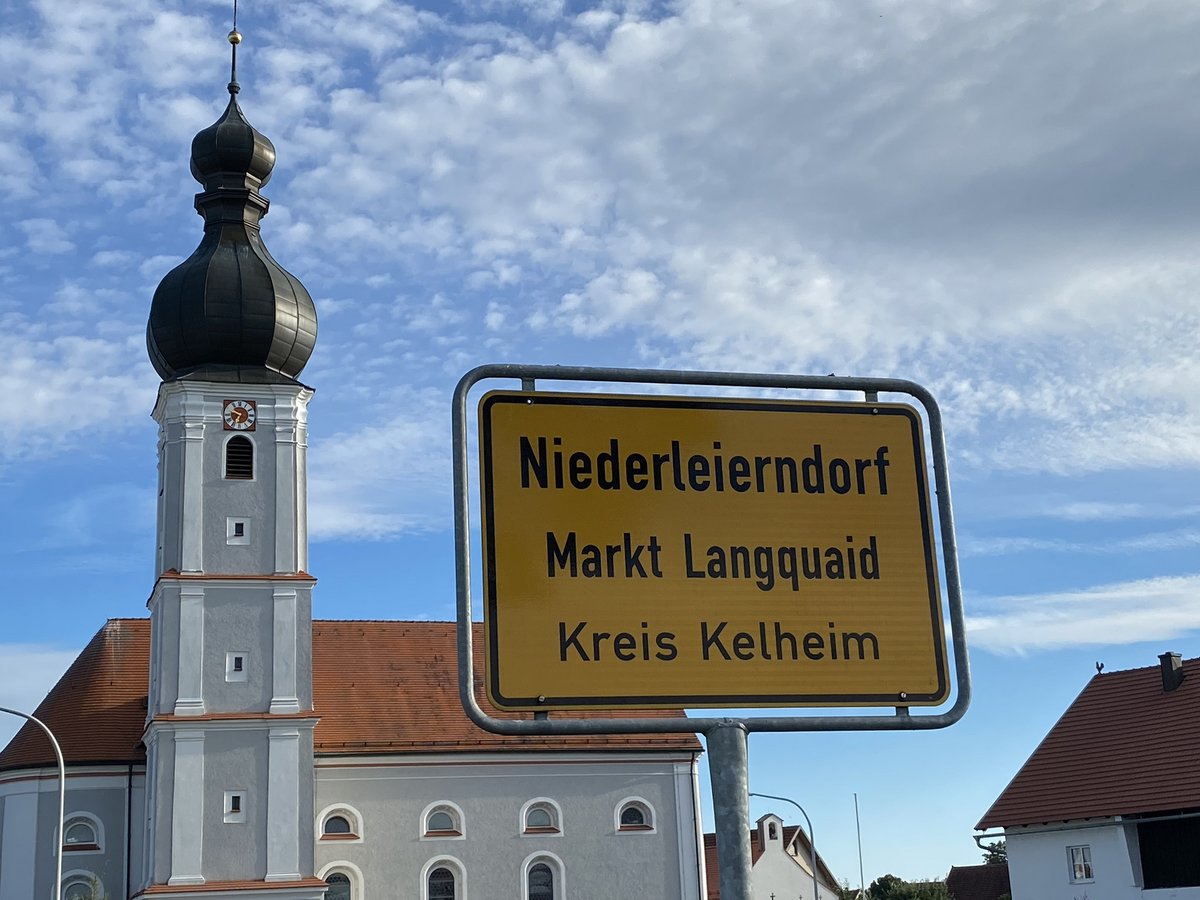 Niederleierndorf
Markt Langquaid
Kreis Kelheim